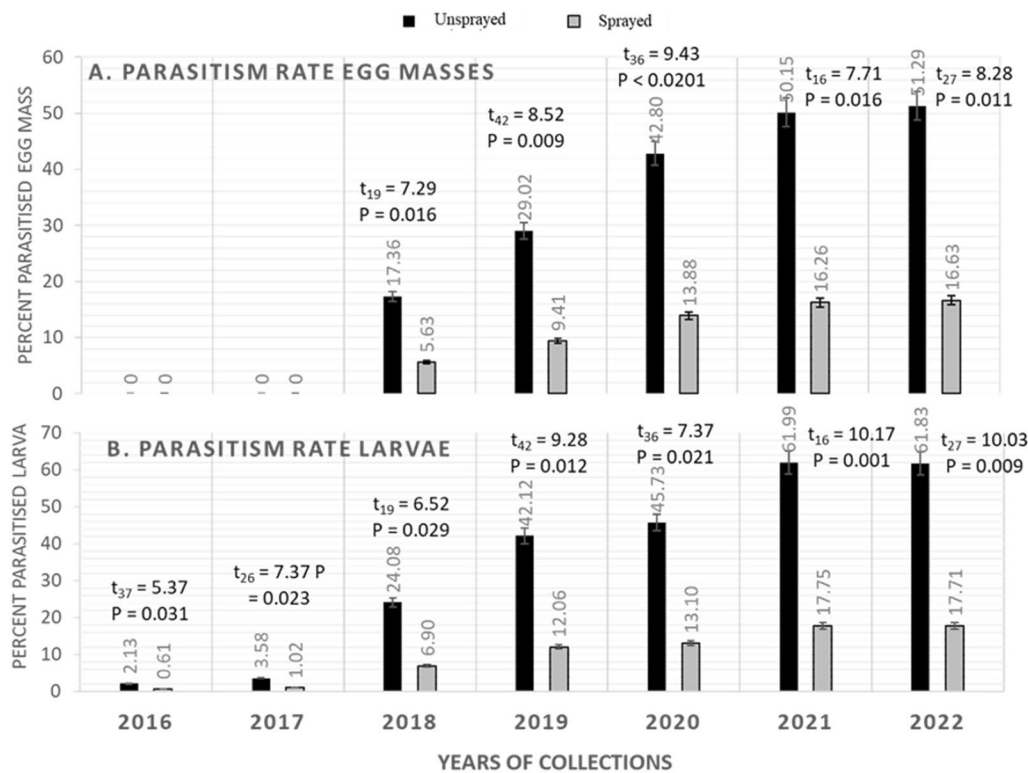 Unsprayed Sprayed
A. PARASITISM RATE EGG MASSES
PERCENT PARASITISED EGG MASS
60
50
40
30
20
10
0
0 0
0 0
t19 = 7.29
P = 0.016
17.36
5.63
t42 = 8.52
P = 0.009
29.02
9.41
t36 = 9.43
P < 0.0201
42.80
13.88
50.15
t16 = 7.71
P = 0.016
16.26
51.29
t27 = 8.28
P = 0.011
16.63
B. PARASITISM RATE LARVAE
PERCENT PARASITISED LARVA
70
60
50
40
30
20
10
0
t37 = 5.37
P = 0.031
2.13
0.61
t26 = 7.37 P
= 0.023
3.58
1.02
t19 = 6.52
P = 0.029
24.08
6.90
t42 = 9.28
P = 0.012
42.12
12.06
t36 = 7.37
P = 0.021
45.73
13.10
61.99
t16 = 10.17
P = 0.001
17.75
61.83
t27 = 10.03
P = 0.009
17.71
2016 2017 2018 2019 2020 2021 2022
YEARS OF COLLECTIONS